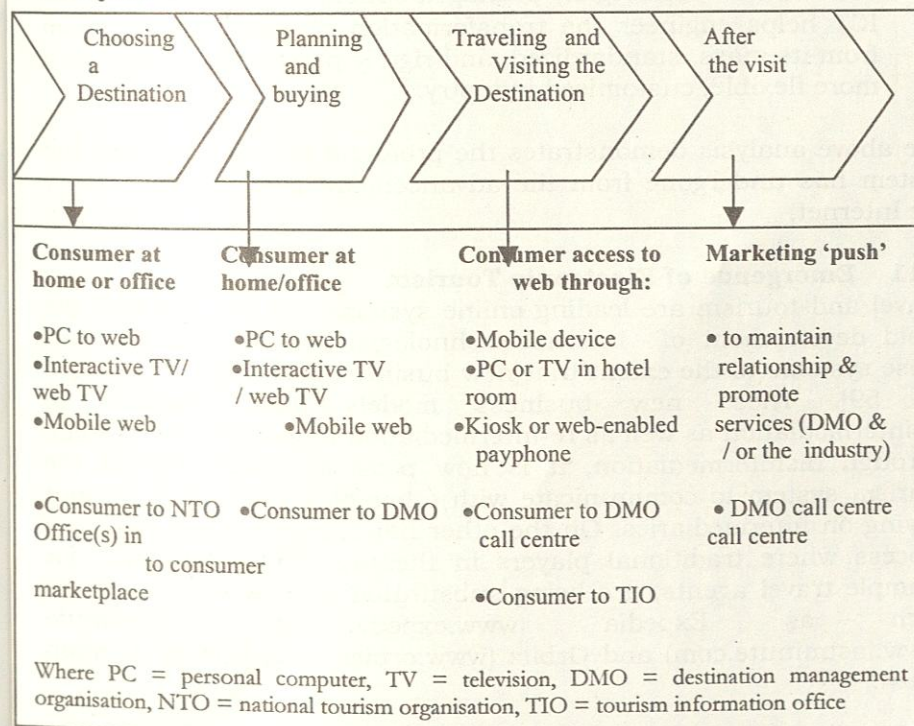 Choosing
a
Destination
Planning
and
buying
Traveling and
Visiting the
Destination
After
the visit
Consumer at
home or office
•PC to web
•Interactive TV/
web TV
•Mobile web
•Consumer to NTO
Office(s) in
to consumer
marketplace
Consumer at
home/office
•PC to web
•Interactive TV
/ web TV
•Mobile web
•Consumer to DMO
Consumer access to
web through:
•Mobile device
•PC or TV in hotel
room
•Kiosk or web-enabled
payphone
•Consumer to DMO
call centre
•Consumer to TIO
Marketing ‘push’
• to maintain
relationship &
promote
services (DMO &
/ or the industry)
• DMO call centre
call centre
Where PC = personal computer, TV = television, DMO = destination management
organisation, NTO = national tourism organisation, TIO = tourism information office